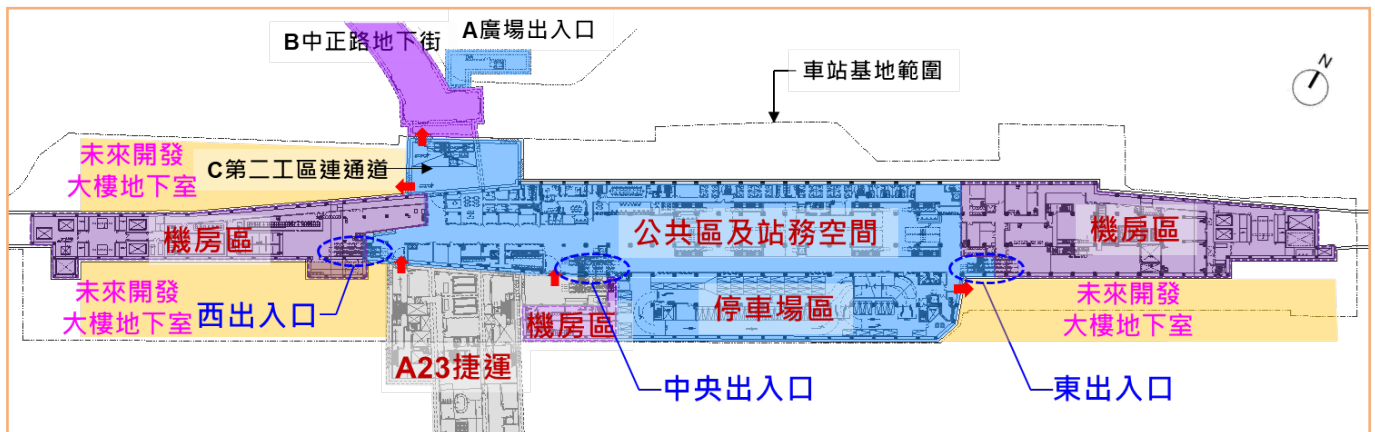 A廣場出入口
B中正路地下街
N
車站基地範圍
未來開發
大樓地下室
C第二工區連通道
機房區
公共區及站務空間
機房區
未來開發
大樓地下室
西出入口
機房區
停車場區
未來開發
大樓地下室
A23捷運
中央出入口
東出入口